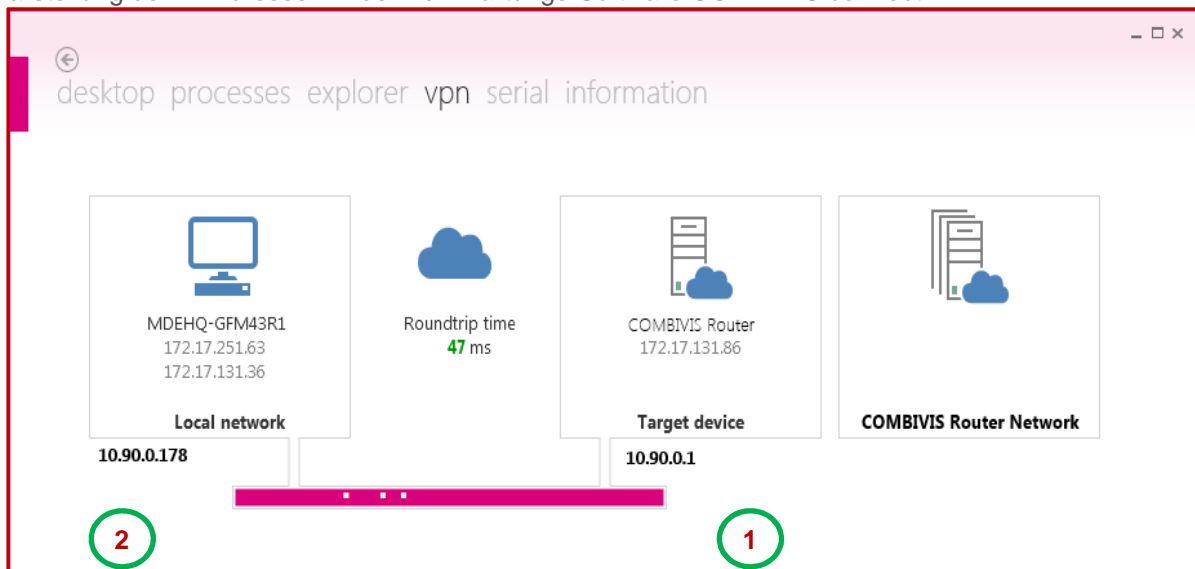 desktop processes explorer vpn serial information
MDEHQ-GFM43R1
172.17.251.63
172.17.131.36
Local network
10.90.0.178
Roundtrip time
47 ms
COMBIVIS Router
172.17.131.86
Target device
10.90.0.1
COMBIVIS Router Network
2
1